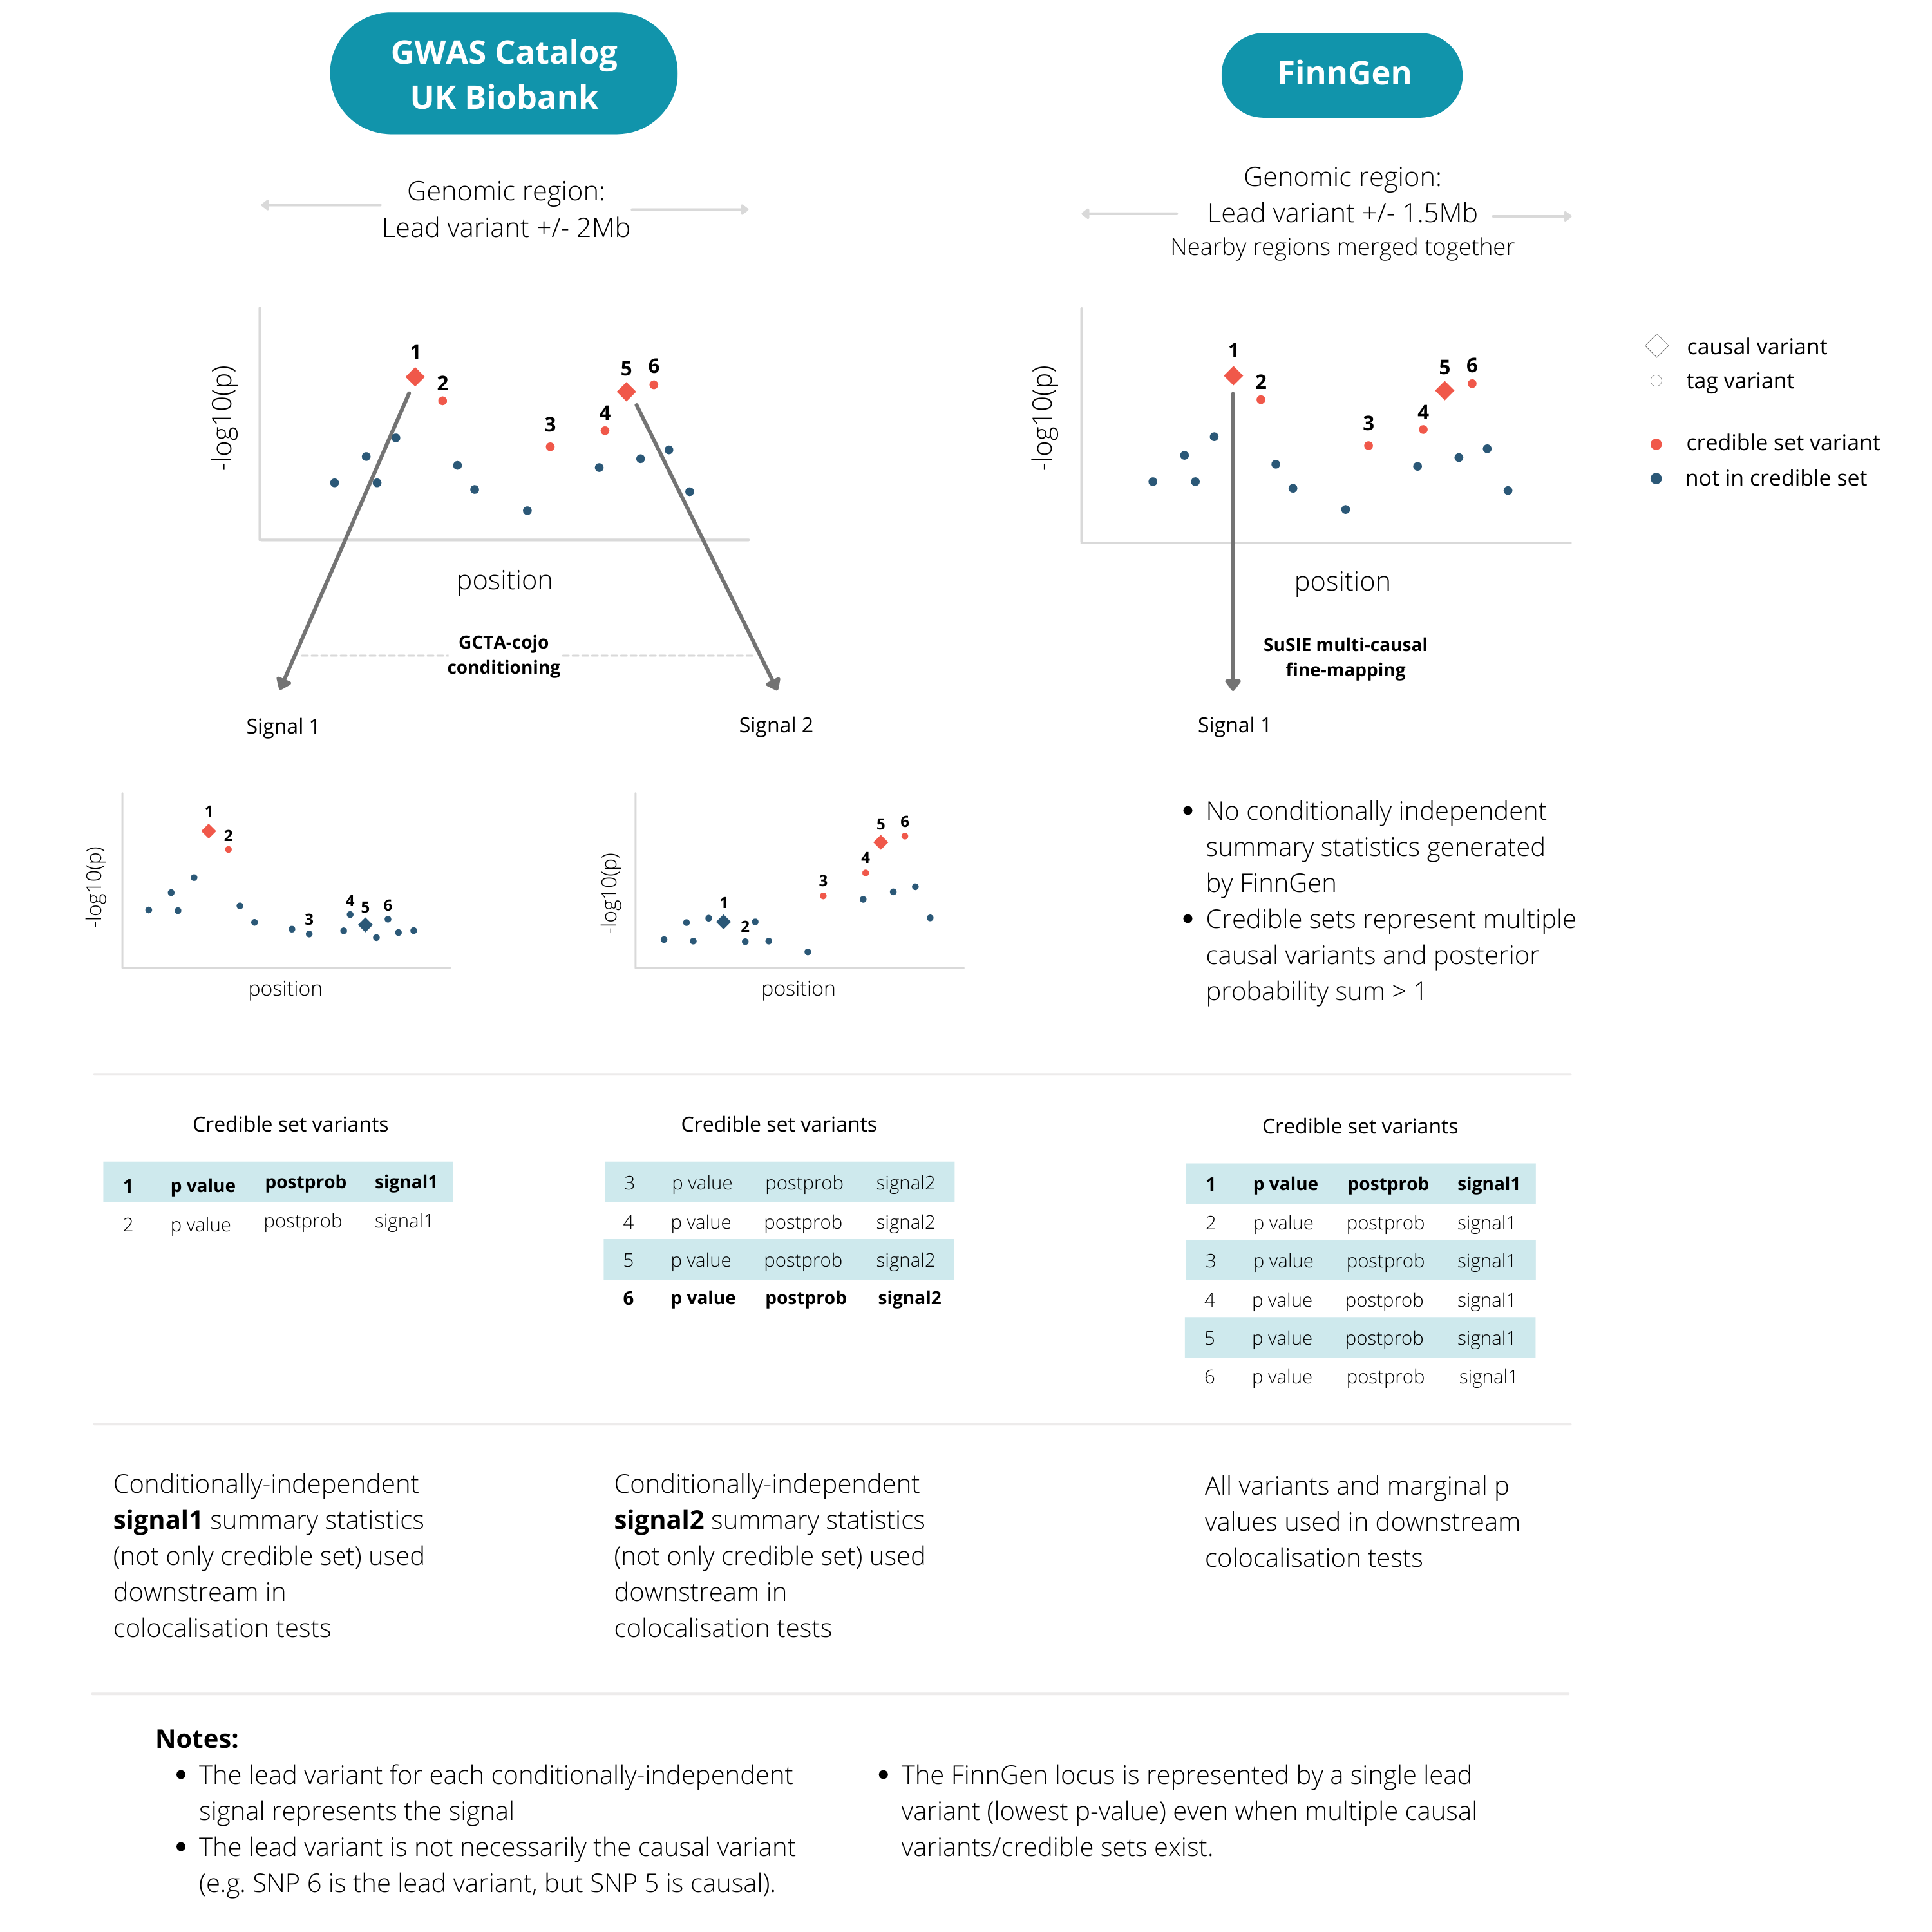 GWAS Catalog
UK Biobank
FinnGen
Genomic region:
Lead variant +/- 2Mb
Genomic region:
Lead variant +/- 1.5Mb
Nearby regions merged together
-log10(p)
1
2
3
4
5
6
position
-log10(p)
1
2
3
4
5
6
position
causal variant
tag variant
credible set variant
not in credible set
GCTA-cojo
conditioning
SuSIE multi-causal
fine-mapping
Signal 1
Signal 2
Signal 1
-log10(p)
1
2
3
4
5
6
position
-log10(p)
1
2
3
4
5
6
position
• No conditionally independent
summary statistics generated
by FinnGen
• Credible sets represent multiple
causal variants and posterior
probability sum > 1
Credible set variants
1 p value postprob signal1
2 p value postprob signal1
Credible set variants
3 p value postprob signal2
4 p value postprob signal2
5 p value postprob signal2
6 p value postprob signal2
Credible set variants
1 p value postprob signal1
2 p value postprob signal1
3 p value postprob signal1
4 p value postprob signal1
5 p value postprob signal1
6 p value postprob signal1
Conditionally-independent
signal1 summary statistics
(not only credible set) used
downstream in
colocalisation tests
Conditionally-independent
signal2 summary statistics
(not only credible set) used
downstream in
colocalisation tests
All variants and marginal p
values used in downstream
colocalisation tests
Notes:
• The lead variant for each conditionally-independent
signal represents the signal
• The lead variant is not necessarily the causal variant
(e.g. SNP 6 is the lead variant, but SNP 5 is causal).
• The FinnGen locus is represented by a single lead
variant (lowest p-value) even when multiple causal
variants/credible sets exist.